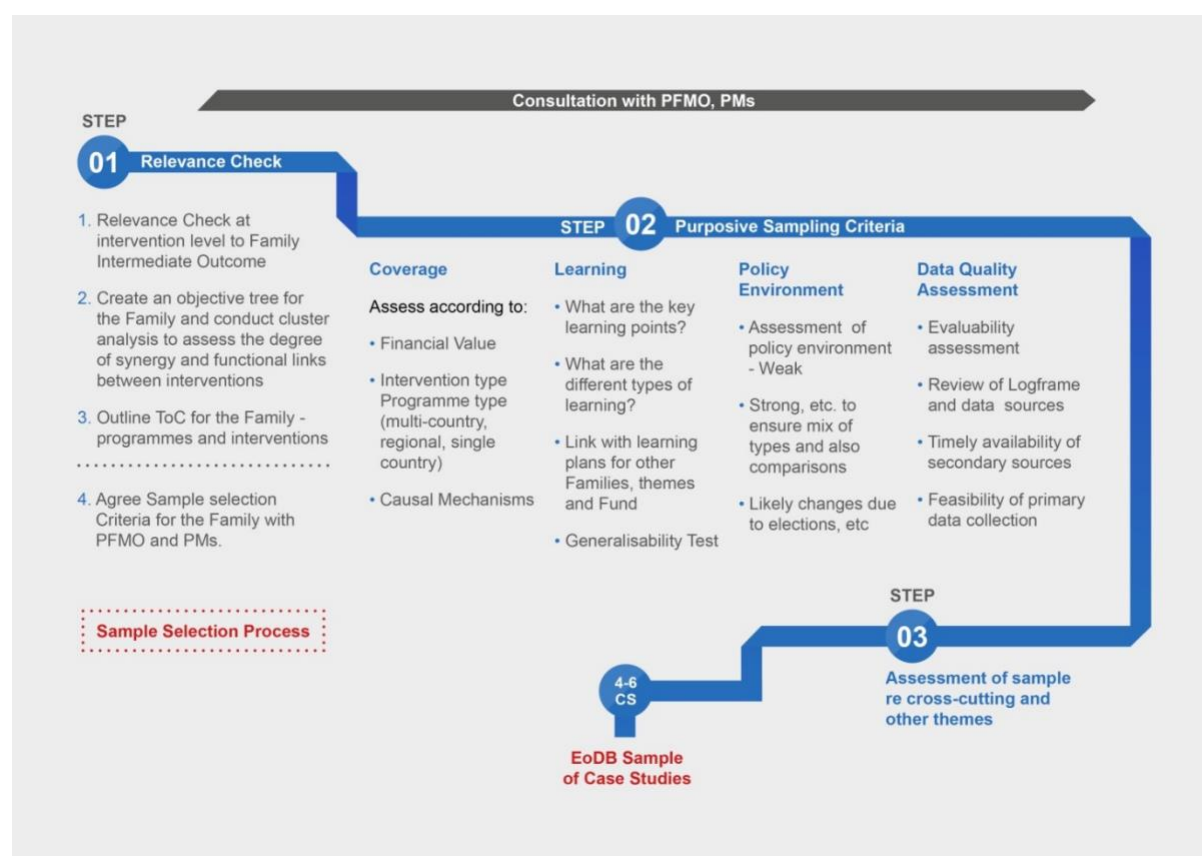 Consultation with PFMO, PMs
STEP
01
Relevance Check
1. Relevance Check at
intervention level to Family
Intermediate Outcome
2. Create an objective tree for
the Family and conduct cluster
analysis to assess the degree
of synergy and functional links
between interventions
3. Outline ToC for the Family -
programmes and interventions
4. Agree Sample selection
Criteria for the Family with
PFMO and PMs.
Sample Selection Process
STEP 02 Purposive Sampling Criteria
Coverage
Assess according to:
• Financial Value
• Intervention type
Programme type
(multi-country,
regional, single
country)
• Causal Mechanisms
Learning
• What are the key
learning points?
• What are the
different types of
learning?
• Link with learning
plans for other
Families, themes
and Fund
• Generalisability Test
Policy
Environment
• Assessment of
policy environment
- Weak
• Strong, etc. to
ensure mix of
types and also
comparisons
• Likely changes due
to elections, etc
Data Quality
Assessment
• Evaluability
assessment
• Review of Logframe
and data sources
• Timely availability of
secondary sources
• Feasibility of primary
data collection
STEP
03
Assessment of sample
re cross-cutting and
other themes
4-6
CS
EoDB Sample
of Case Studies